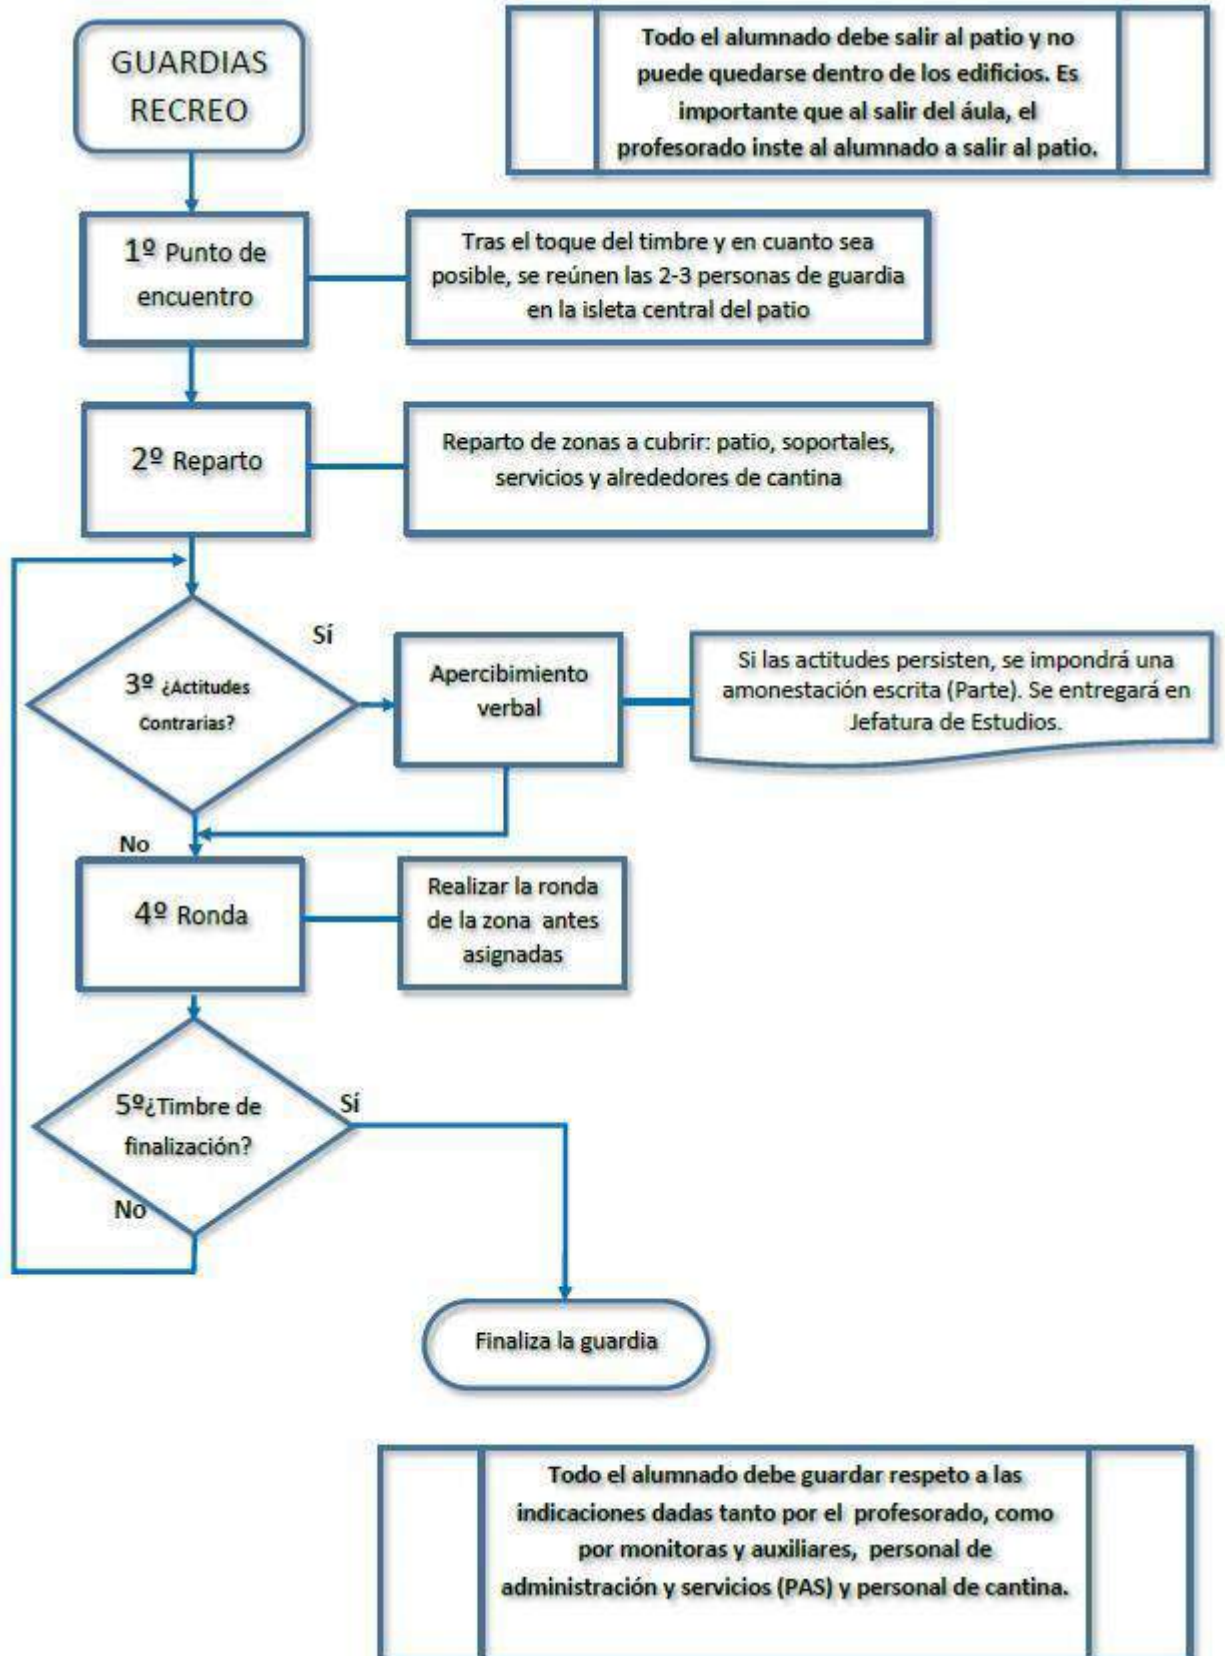 GUARDIAS
RECREO
Todo el alumnado debe salir al patio y no
puede quedarse dentro de los edificios. Es
importante que al salir del áula, el
profesorado inste al alumnado a salir al patio.
1º Punto de
encuentro
Tras el toque del timbre y en cuanto sea
posible, se reúnen las 2-3 personas de guardia
en la isleta central del patio
2º Reparto
Reparto de zonas a cubrir: patio, soportales,
servicios y alrededores de cantina
3º ¿Actitudes
Contrarias?
Sí
Apercibimiento
verbal
Si las actitudes persisten, se impondrá una
amonestación escrita (Parte). Se entregará en
Jefatura de Estudios.
No
4º Ronda
Realizar la ronda
de la zona antes
asignadas
5º¿Timbre de
finalización?
Sí
No
Finaliza la guardia
Todo el alumnado debe guardar respeto a las
indicaciones dadas tanto por el profesorado, como
por monitoras y auxiliares, personal de
administración y servicios (PAS) y personal de cantina.